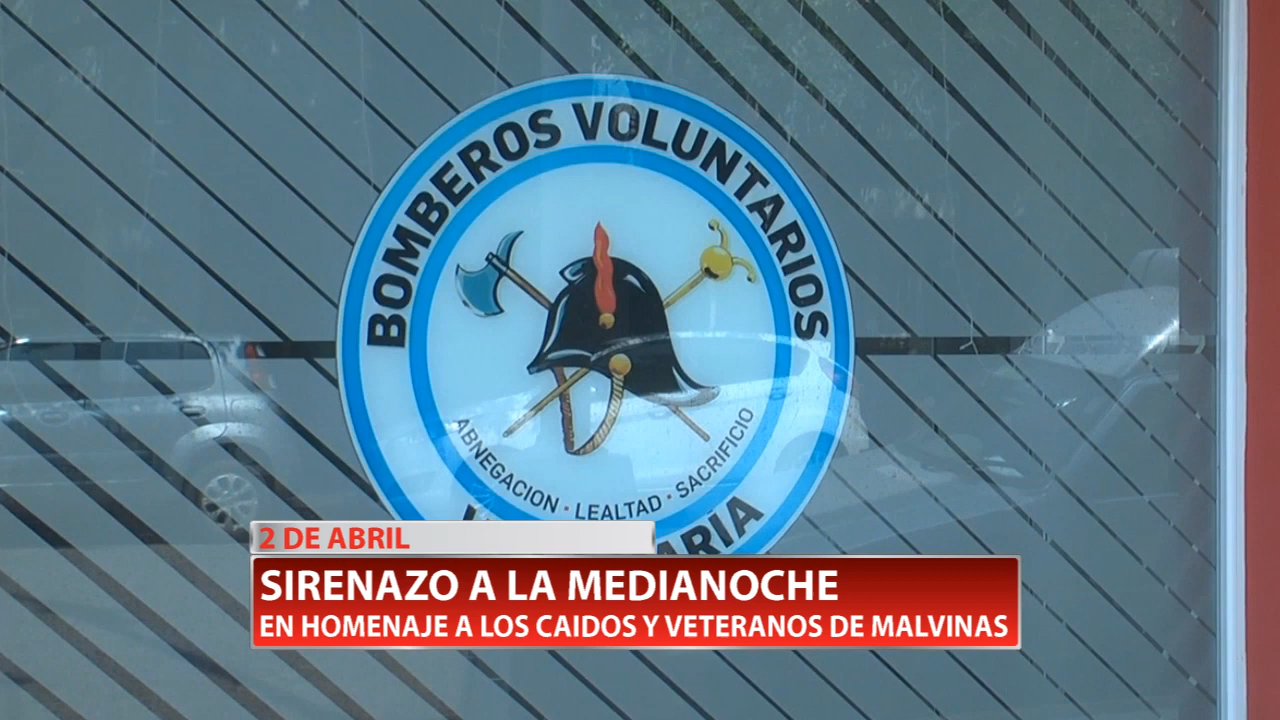 BOMBEROS VOLUNTARIOS
ABNEGACION · LEALTAD · SACRIFICIO
2 DE ABRIL
SIRENAZO A LA MEDIANOCHE
EN HOMENAJE A LOS CAIDOS Y VETERANOS DE MALVINAS